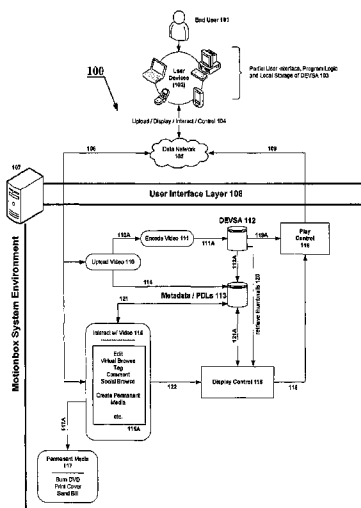 End User 101
100
User
Devices
(102)
Partial User Interface, Program Logic
and Local Storage of DEVSA 103
Upload / Display / Interact / Control 104
Data Network
105
106
109
107
User Interface Layer 108
Motionbox System Environment
DEVSA 112
110A
Encode Video 111
111A
119A
Play
Control
119
Upload Video 110
114
Metadata / PDLs 113
retrieve thumbnails 120
121
121A
Interact w/ Video 115
Edit
Virtual Browse
Tag
Comment
Social Browse
Create Permanent
Media
etc.
115A
122
Display Control 116
118
117A
Permanent Media
117
Burn DVD
Print Cover
Send Bill